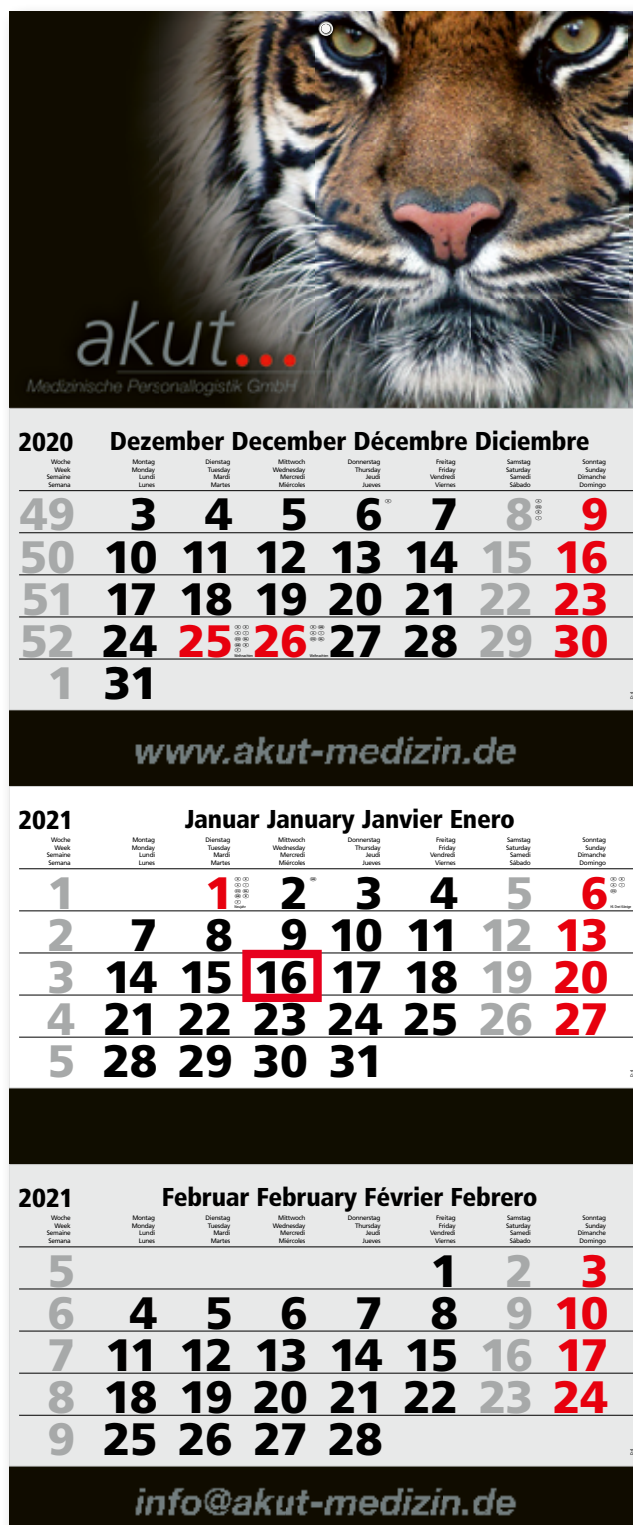 akut...
Medizinische Personallogistik GmbH
2020 Dezember December Décembre Diciembre
Woche Montag Dienstag Mittwoch Donnerstag Freitag Samstag Sonntag
Week Monday Tuesday Wednesday Thursday Friday Saturday Sunday
Semaine Lundi Mardi Mercredi Jeudi Vendredi Samedi Dimanche
Semana Lunes Martes Miércoles Jueves Viernes Sábado Domingo
49 3 4 5 6 7 8 9
50 10 11 12 13 14 15 16
51 17 18 19 20 21 22 23
52 24 25 26 27 28 29 30
Weihnachten Weihnachten
1 31
www.akut-medizin.de
2021 Januar January Janvier Enero
Woche Montag Dienstag Mittwoch Donnerstag Freitag Samstag Sonntag
Week Monday Tuesday Wednesday Thursday Friday Saturday Sunday
Semaine Lundi Mardi Mercredi Jeudi Vendredi Samedi Dimanche
Semana Lunes Martes Miércoles Jueves Viernes Sábado Domingo
1 1 2 3 4 5 6
Neujahr Hl. Drei Könige
2 7 8 9 10 11 12 13
3 14 15 16 17 18 19 20
4 21 22 23 24 25 26 27
5 28 29 30 31
2021 Februar February Février Febrero
Woche Montag Dienstag Mittwoch Donnerstag Freitag Samstag Sonntag
Week Monday Tuesday Wednesday Thursday Friday Saturday Sunday
Semaine Lundi Mardi Mercredi Jeudi Vendredi Samedi Dimanche
Semana Lunes Martes Miércoles Jueves Viernes Sábado Domingo
5 1 2 3
6 4 5 6 7 8 9 10
7 11 12 13 14 15 16 17
8 18 19 20 21 22 23 24
9 25 26 27 28
info@akut-medizin.de